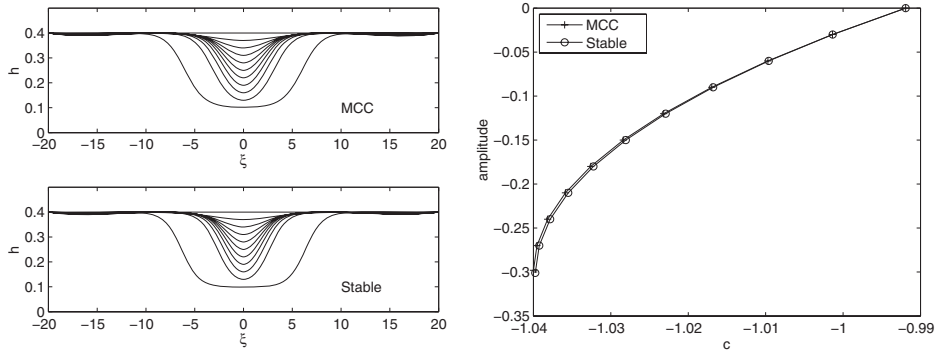 0.4
0.3
0.2
0.1
0
h
MCC
−20 −15 −10 −5 0 5 10 15 20
ξ
0.4
0.3
0.2
0.1
0
h
Stable
−20 −15 −10 −5 0 5 10 15 20
ξ
MCC
Stable
0
−0.05
−0.1
−0.15
−0.2
−0.25
−0.3
−0.35
amplitude
−1.04 −1.03 −1.02 −1.01 −1 −0.99
c